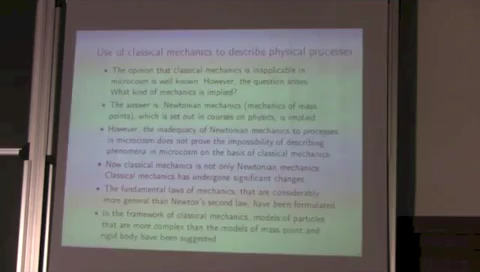 Use of classical mechanics to describe physical processes
The opinion that classical mechanics is inapplicable in
microcosm is well known. However, the question arises:
What kind of mechanics is implied?
The answer is: Newtonian mechanics (mechanics of mass
points), which is set out in courses on physics, is implied
However, the inadequacy of Newtonian mechanics to processes
in microcosm does not prove the impossibility of describing
phenomena in microcosm on the basis of classical mechanics
Now classical mechanics is not only Newtonian mechanics
Classical mechanics has undergone significant changes.
The fundamental laws of mechanics, that are considerably
more general than Newton's second law, have been formulated.
In the framework of classical mechanics, models of particles
that are more complex than the models of mass point and
rigid body have been suggested